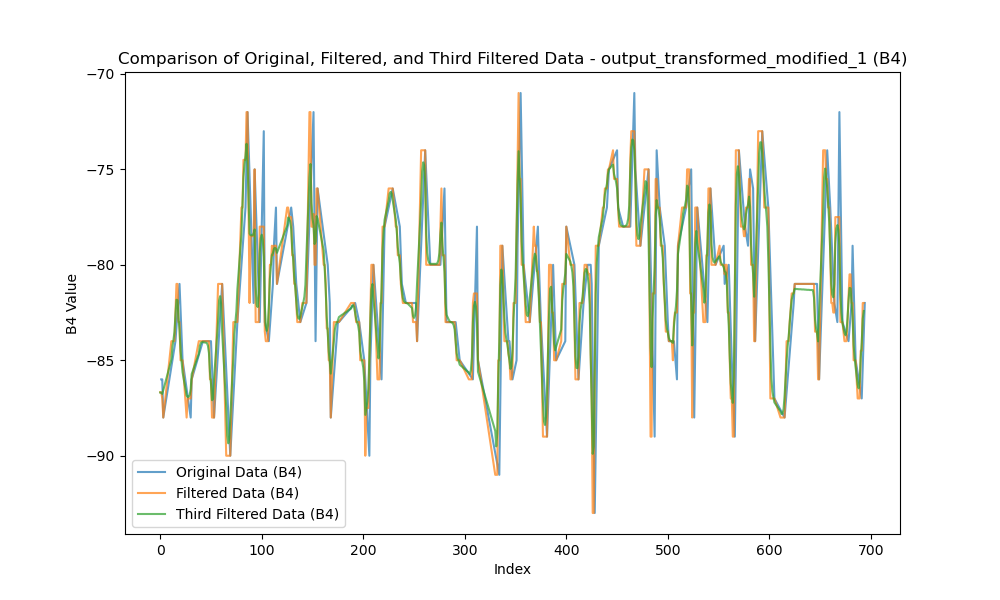 Comparison of Original, Filtered, and Third Filtered Data - output_transformed_modified_1 (B4)
−70
−75
−80
−85
−90
B4 Value
Original Data (B4)
Filtered Data (B4)
Third Filtered Data (B4)
0 100 200 300 400 500 600 700
Index